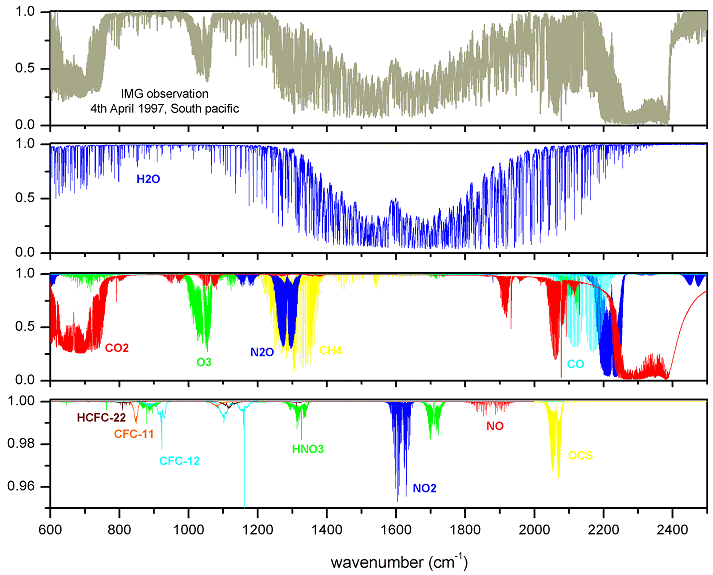 1.0
0.5
0.0
IMG observation
4th April 1997, South pacific
1.0
0.5
0.0
H2O
1.0
0.5
0.0
CO2
O3
N2O
CH4
CO
1.00
0.98
0.96
HCFC-22
CFC-11
CFC-12
HNO3
NO2
NO
OCS
600 800 1000 1200 1400 1600 1800 2000 2200 2400
wavenumber (cm-1)